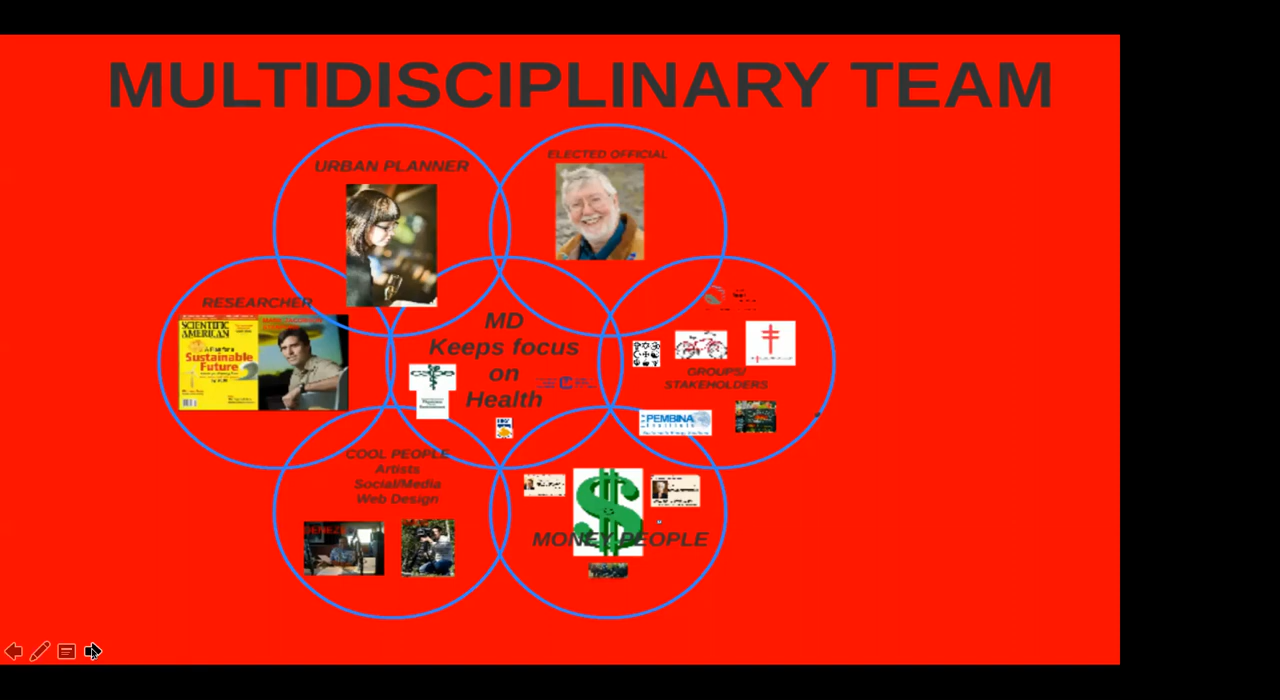 MULTIDISCIPLINARY TEAM
URBAN PLANNER
ELECTED OFFICIAL
RESEARCHER
SCIENTIFIC
AMERICAN
Sustainable
Future
MD
Keeps focus
on
Health
GROUPS/
STAKEHOLDERS
PEMBINA
Institute
COOL PEOPLE
Artists
Social/Media
Web Design
MONEY PEOPLE